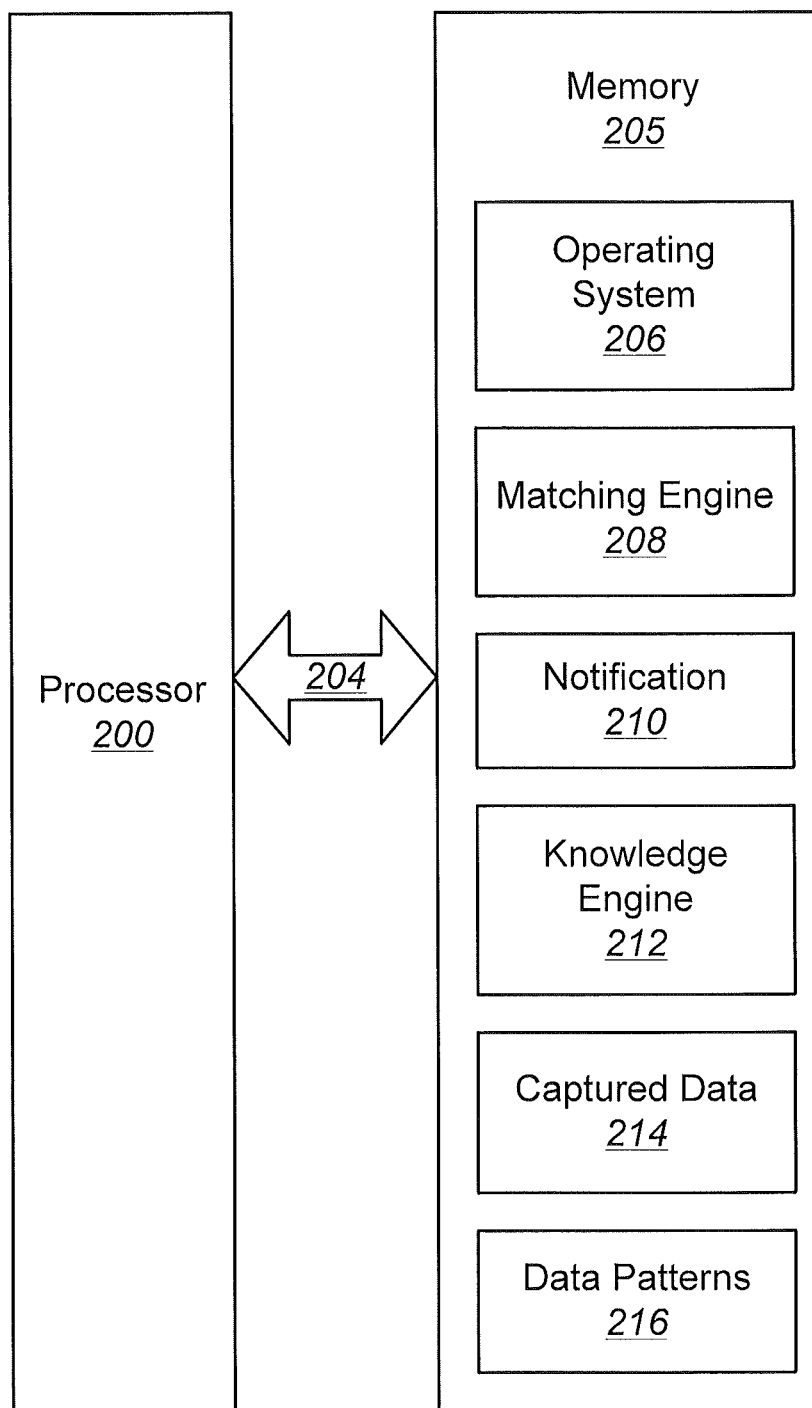 Memory
205
Operating
System
206
Matching Engine
208
Notification
210
Processor
200
204
Knowledge
Engine
212
Captured Data
214
Data Patterns
216